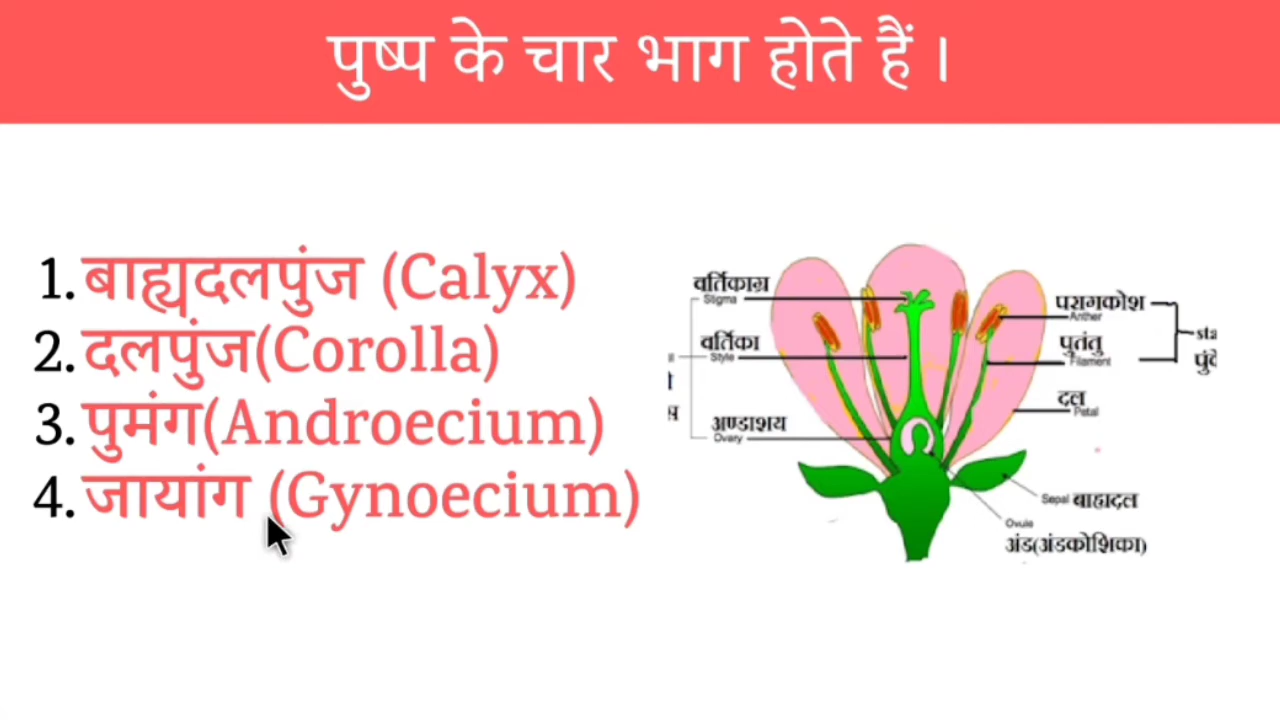 पुष्प के चार भाग होते हैं ।
1. बाह्यदलपुंज (Calyx)
2. दलपुंज(Corolla)
3. पुमंग(Androecium)
4. जायांग (Gynoecium)
वर्तिकाग्र
Stigma
वर्तिका
Style
अण्डाशय
Ovary
परागकोश
Anther
पुतंतु
Filament
दल
Petal
Sepal बाहादल
Ovule
अंड(अंडकोशिका)